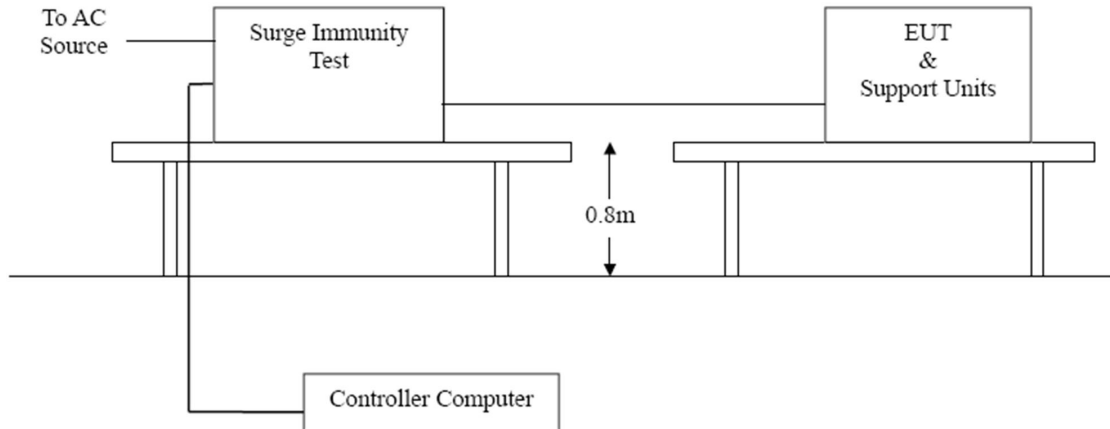 To AC
Source
Surge Immunity
Test
EUT
&
Support Units
0.8m
Controller Computer